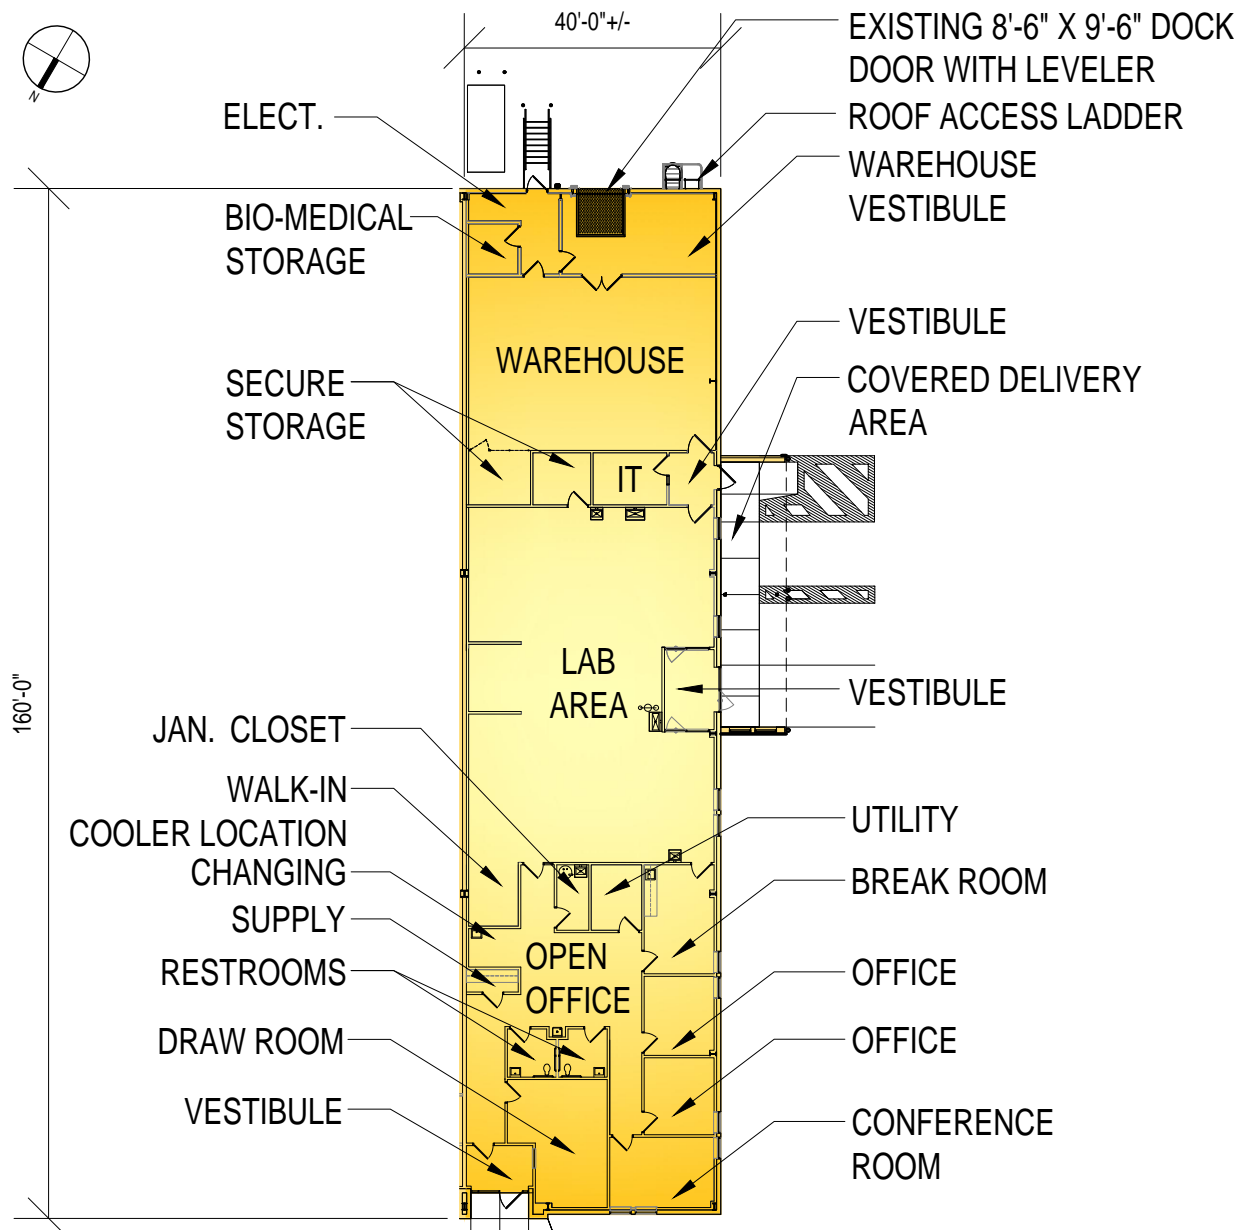 40'-0"+/-
EXISTING 8'-6" X 9'-6" DOCK
DOOR WITH LEVELER
N
ELECT.
ROOF ACCESS LADDER
WAREHOUSE
VESTIBULE
BIO-MEDICAL
STORAGE
VESTIBULE
WAREHOUSE
SECURE
STORAGE
COVERED DELIVERY
AREA
IT
160'-0"
LAB
AREA
VESTIBULE
JAN. CLOSET
WALK-IN
COOLER LOCATION
UTILITY
CHANGING
BREAK ROOM
SUPPLY
OPEN
OFFICE
RESTROOMS
OFFICE
DRAW ROOM
OFFICE
VESTIBULE
CONFERENCE
ROOM